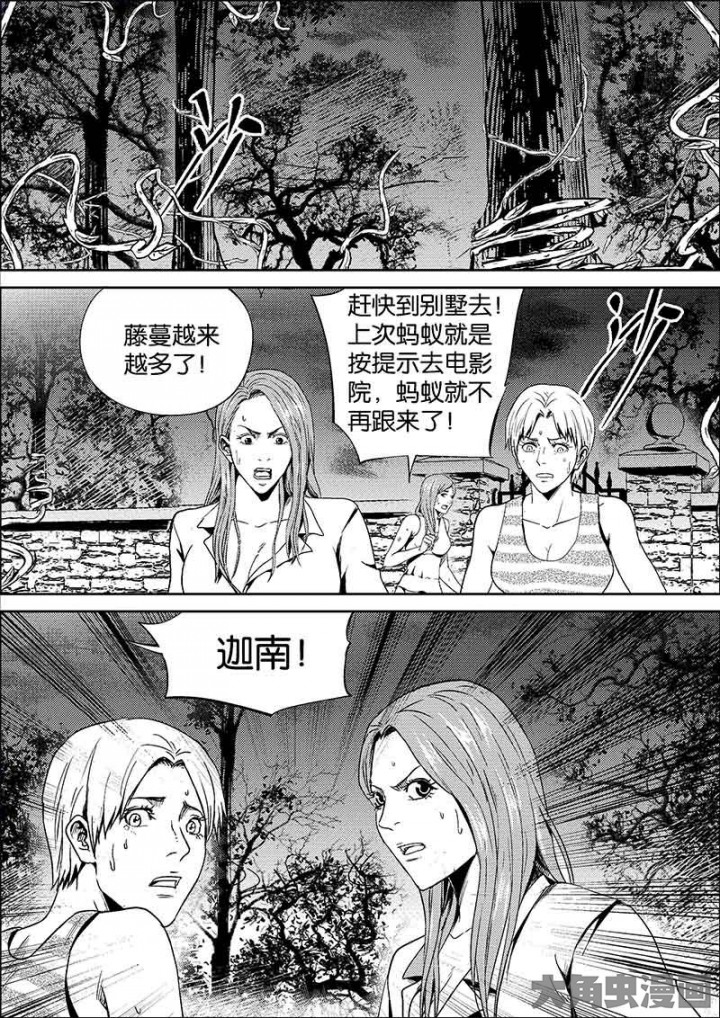 藤蔓越来
越多了！
赶快到别墅去！
上次蚂蚁就是
按提示去电影
院，蚂蚁就不
再跟来了！
迦南！
大角虫漫画